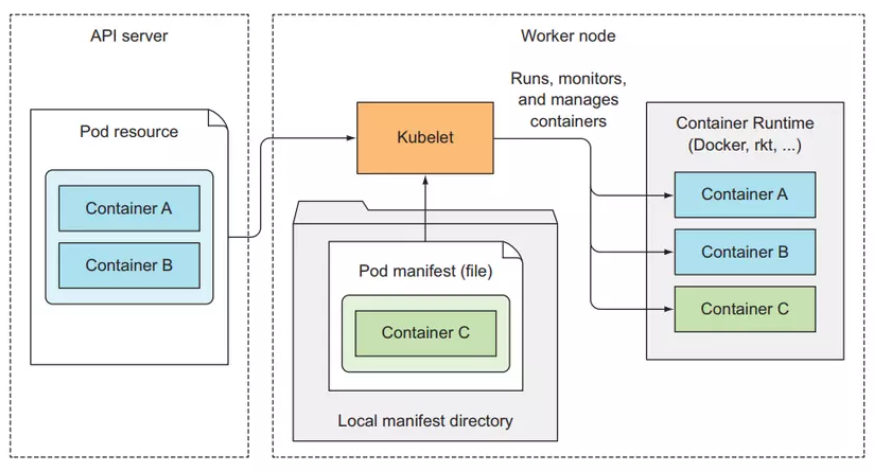 API server
Worker node
Pod resource
Container A
Container B
Kubelet
Runs, monitors,
and manages
containers
Pod manifest (file)
Container C
Local manifest directory
Container Runtime
(Docker, rkt, ...)
Container A
Container B
Container C